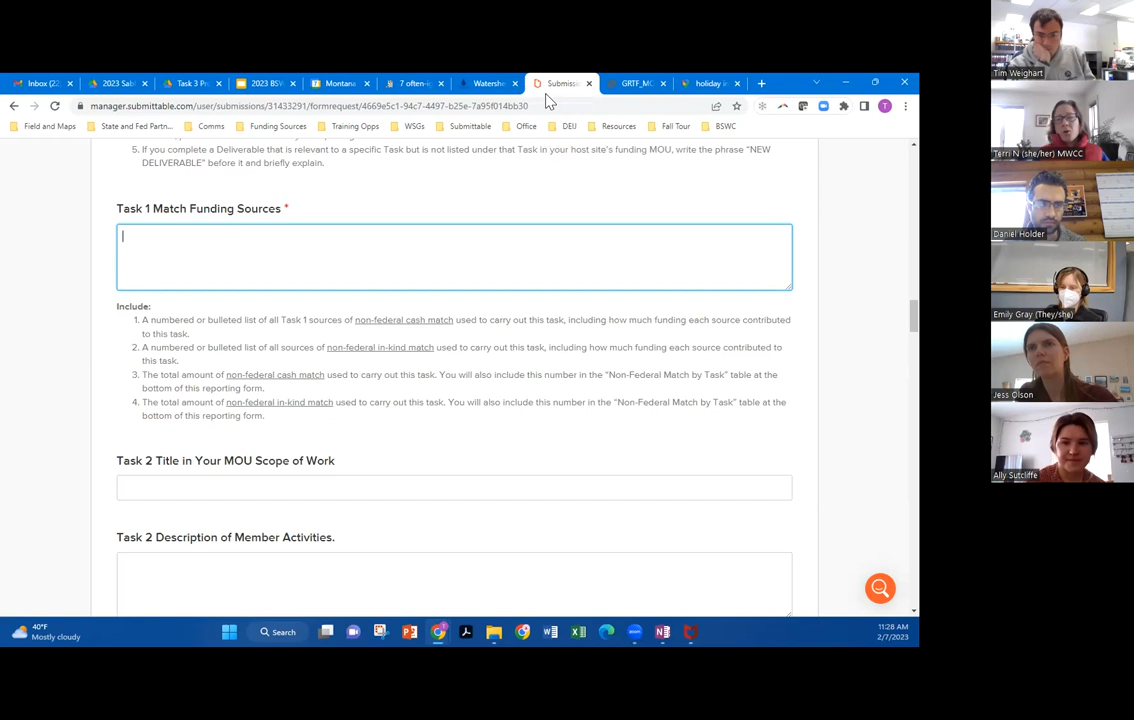 Inbox (22
2023 Sab
Task 3 Pr
2023 BSW
Montana
7 often-ig
Watershe
Submissi
GRTF_MO
holiday in
manager.submittable.com/user/submissions/31433291/formrequest/4669e5c1-94c7-4497-b25e-7a95f014bb30
T
Field and Maps
State and Fed Partn...
Comms
Funding Sources
Training Opps
WSGs
Submittable
Office
DEU
Resources
Fall Tour
BSWC
5. If you complete a Deliverable that is relevant to a specific Task but is not listed under that Task in your host site's funding MOU, write the phrase "NEW
DELIVERABLE" before it and briefly explain.
Task 1 Match Funding Sources *
Include:
1. A numbered or bulleted list of all Task 1 sources of non-federal cash match used to carry out this task, including how much funding each source contributed
to this task.
2. A numbered or bulleted list of all sources of non-federal in-kind match used to carry out this task, including how much funding each source contributed to
this task.
3. The total amount of non-federal cash match used to carry out this task. You will also include this number in the "Non-Federal Match by Task" table at the
bottom of this reporting form.
4. The total amount of non-federal in-kind match used to carry out this task. You will also include this number in the "Non-Federal Match by Task" table at the
bottom of this reporting form.
Task 2 Title in Your MOU Scope of Work
Task 2 Description of Member Activities.
40°F
Mostly cloudy
Search
11:28 AM
2/7/2023
Tim Weighart
Terri N (she/her) MWCC
Daniel Holder
Emily Gray (They/she)
Jess Olson
Ally Sutcliffe